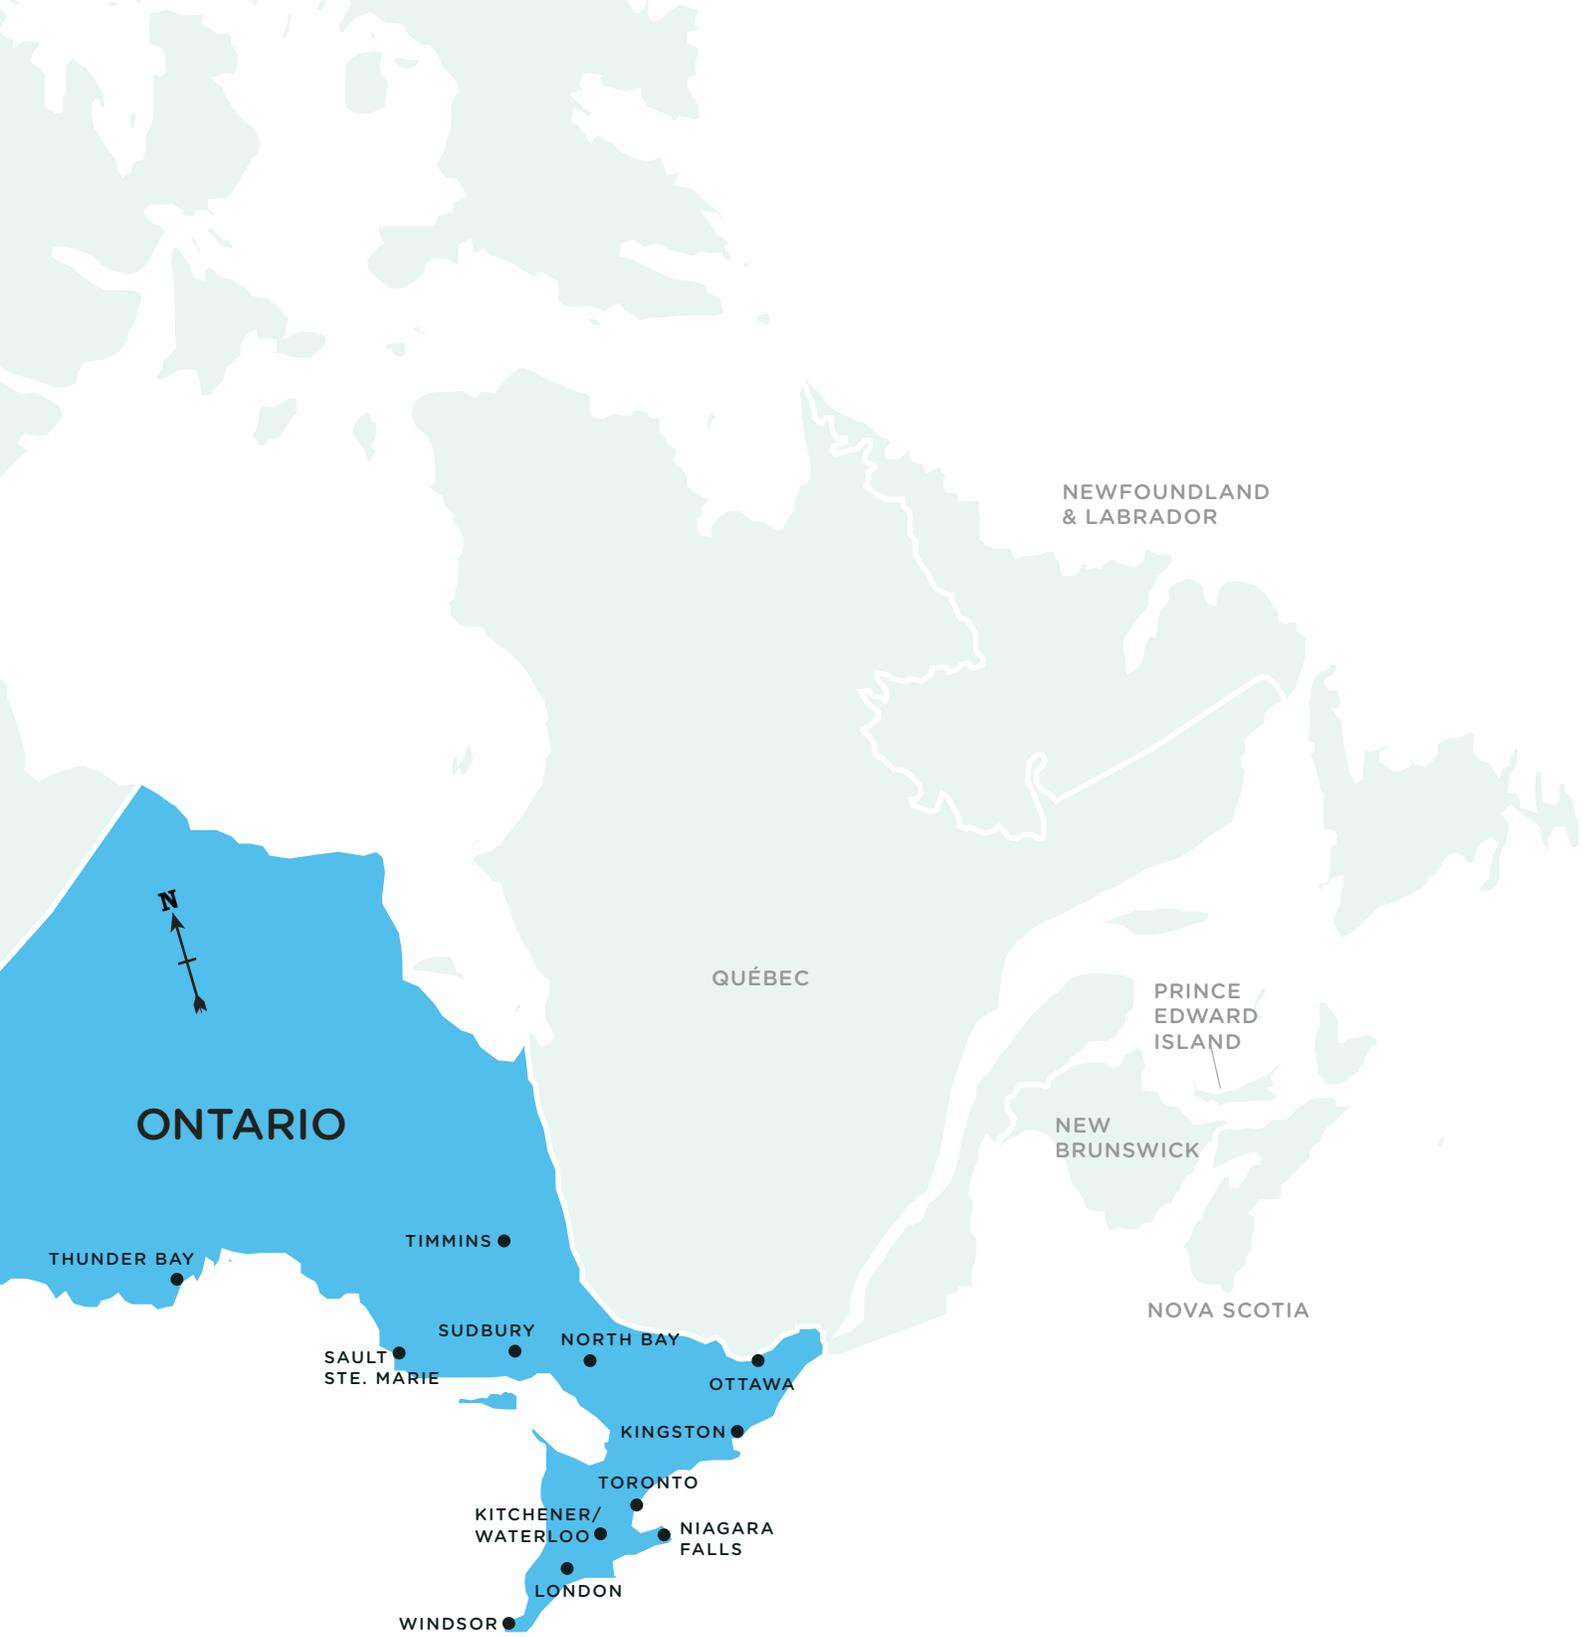 NEWFOUNDLAND
& LABRADOR
N
QUÉBEC
PRINCE
EDWARD
ISLAND
ONTARIO
NEW
BRUNSWICK
TIMMINS
THUNDER BAY
NOVA SCOTIA
SUDBURY
NORTH BAY
SAULT
STE. MARIE
OTTAWA
KINGSTON
TORONTO
KITCHENER/
WATERLOO
NIAGARA
FALLS
LONDON
WINDSOR